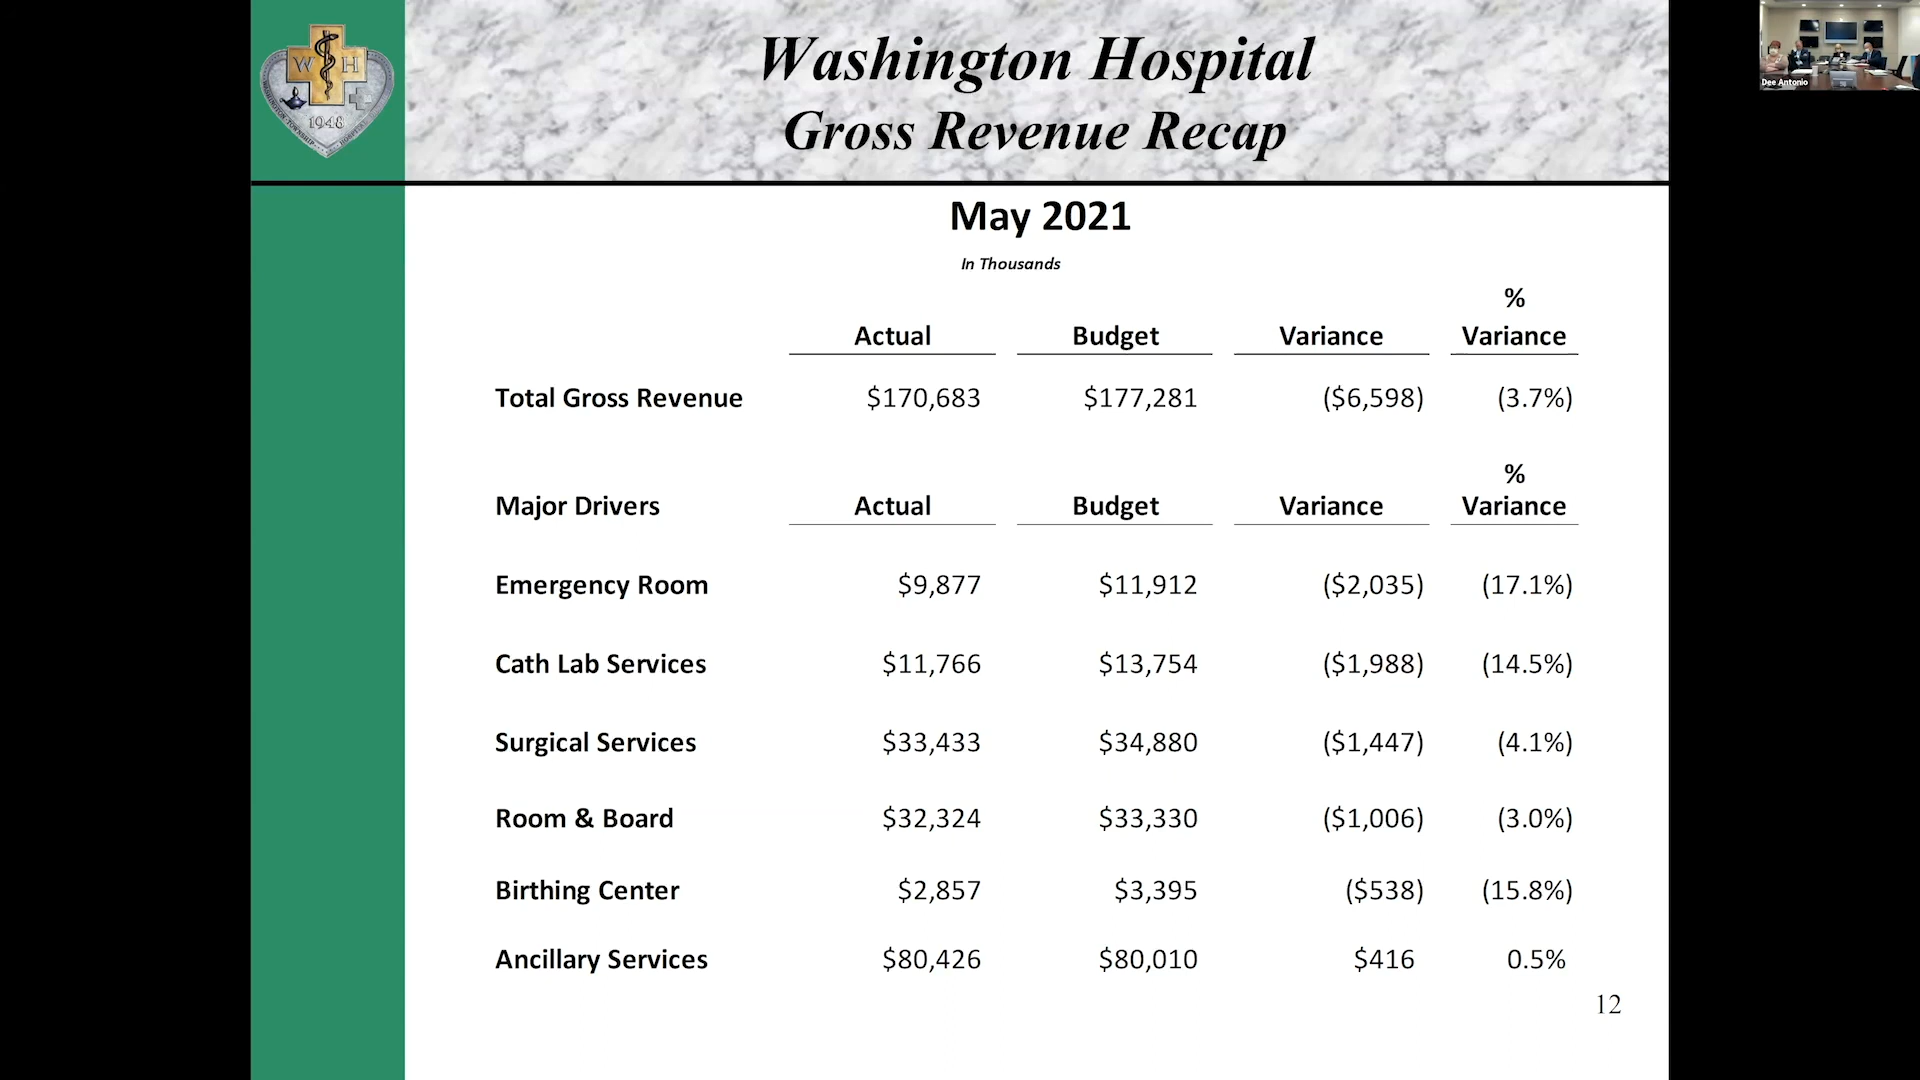 W H
1948
Washington Hospital
Gross Revenue Recap
Dee Antonio
May 2021
In Thousands
Actual Budget Variance % Variance
Total Gross Revenue $170,683 $177,281 ($6,598) (3.7%)
Major Drivers Actual Budget Variance % Variance
Emergency Room $9,877 $11,912 ($2,035) (17.1%)
Cath Lab Services $11,766 $13,754 ($1,988) (14.5%)
Surgical Services $33,433 $34,880 ($1,447) (4.1%)
Room & Board $32,324 $33,330 ($1,006) (3.0%)
Birthing Center $2,857 $3,395 ($538) (15.8%)
Ancillary Services $80,426 $80,010 $416 0.5%
12